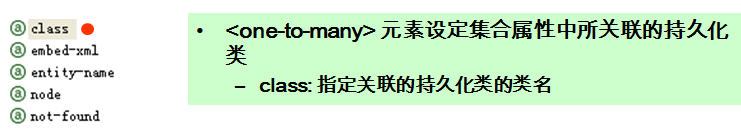 class
embed-xml
entity-name
node
not-found
• <one-to-many> 元素设定集合属性中所关联的持久化
类
– class: 指定关联的持久化类的类名